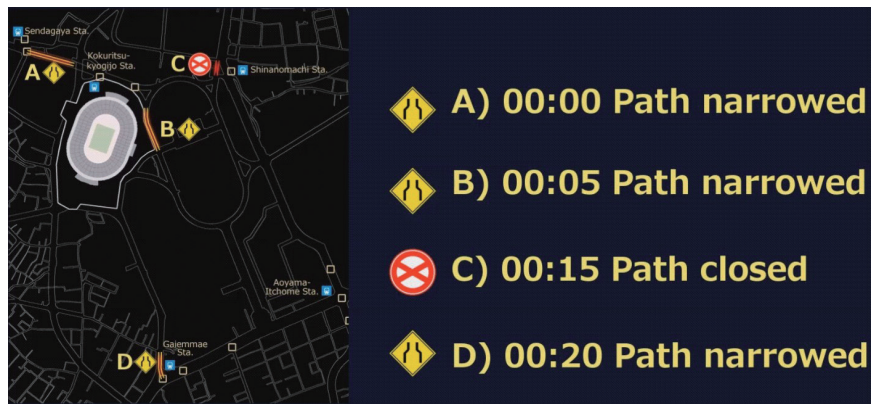 Sendagaya Sta.
Kokuritsu-
kyogijo Sta.
A
C
Shinanomachi Sta.
B
Aoyama-
Itchome Sta.
Gaiemmae
Sta.
D
A) 00:00 Path narrowed
B) 00:05 Path narrowed
C) 00:15 Path closed
D) 00:20 Path narrowed